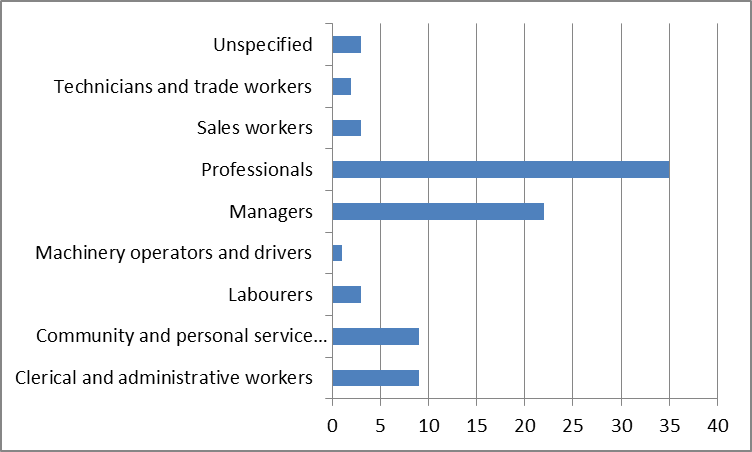 Unspecified
Technicians and trade workers
Sales workers
Professionals
Managers
Machinery operators and drivers
Labourers
Community and personal service...
Clerical and administrative workers
0 5 10 15 20 25 30 35 40